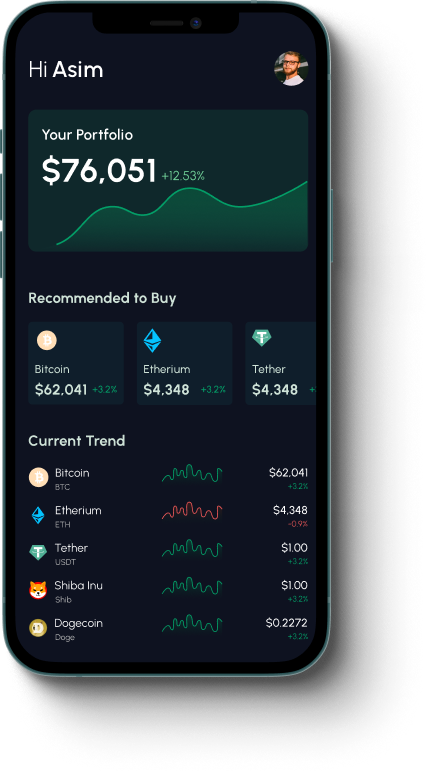 Hi Asim
Your Portfolio
$76,051 +12.53%
Recommended to Buy
Bitcoin
$62,041 +3.2%
Etherium
$4,348 +3.2%
Tether
$4,348
Current Trend
Bitcoin $62,041
BTC +3.2%
Etherium $4,348
ETH -0.9%
Tether $1.00
USDT +3.2%
Shiba Inu $1.00
Shib +3.2%
Dogecoin $0.2272
Doge +3.2%